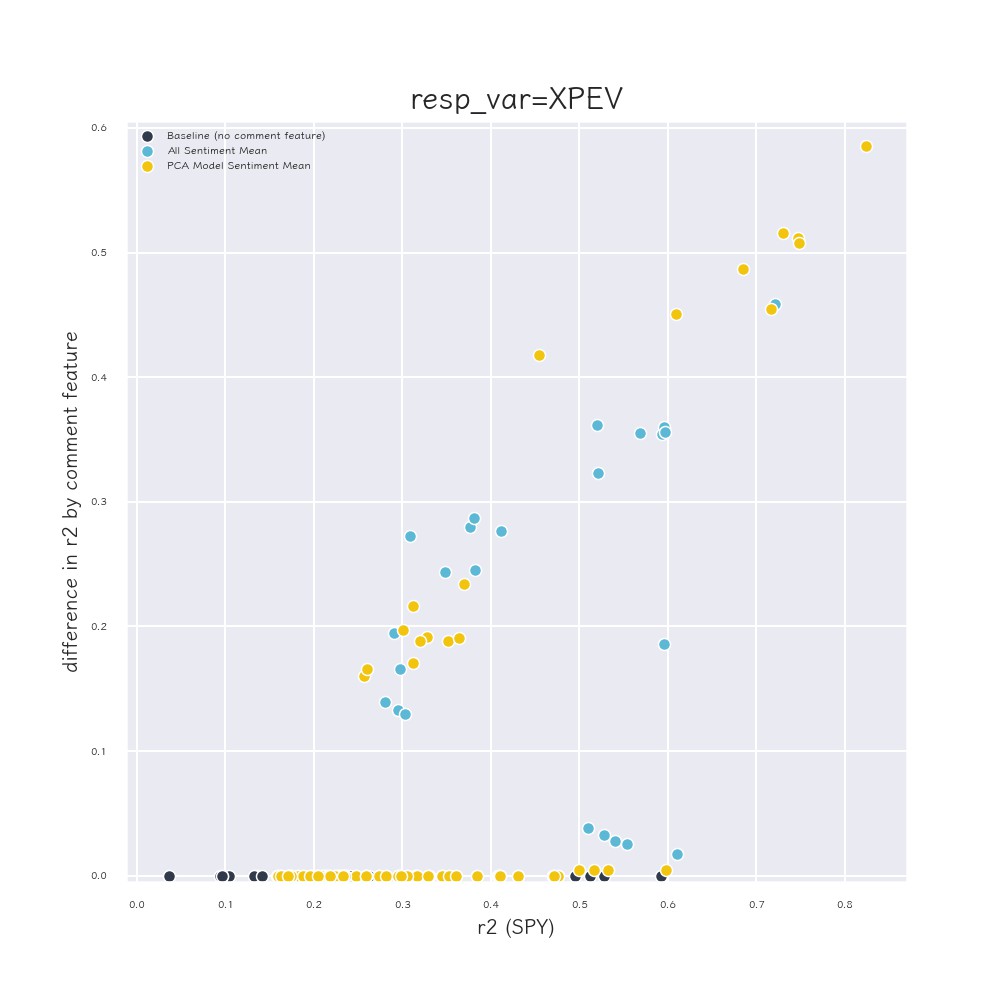 resp_var=XPEV
Baseline (no comment feature)
All Sentiment Mean
PCA Model Sentiment Mean
difference in r2 by comment feature
0.6
0.5
0.4
0.3
0.2
0.1
0.0
0.0 0.1 0.2 0.3 0.4 0.5 0.6 0.7 0.8
r2 (SPY)